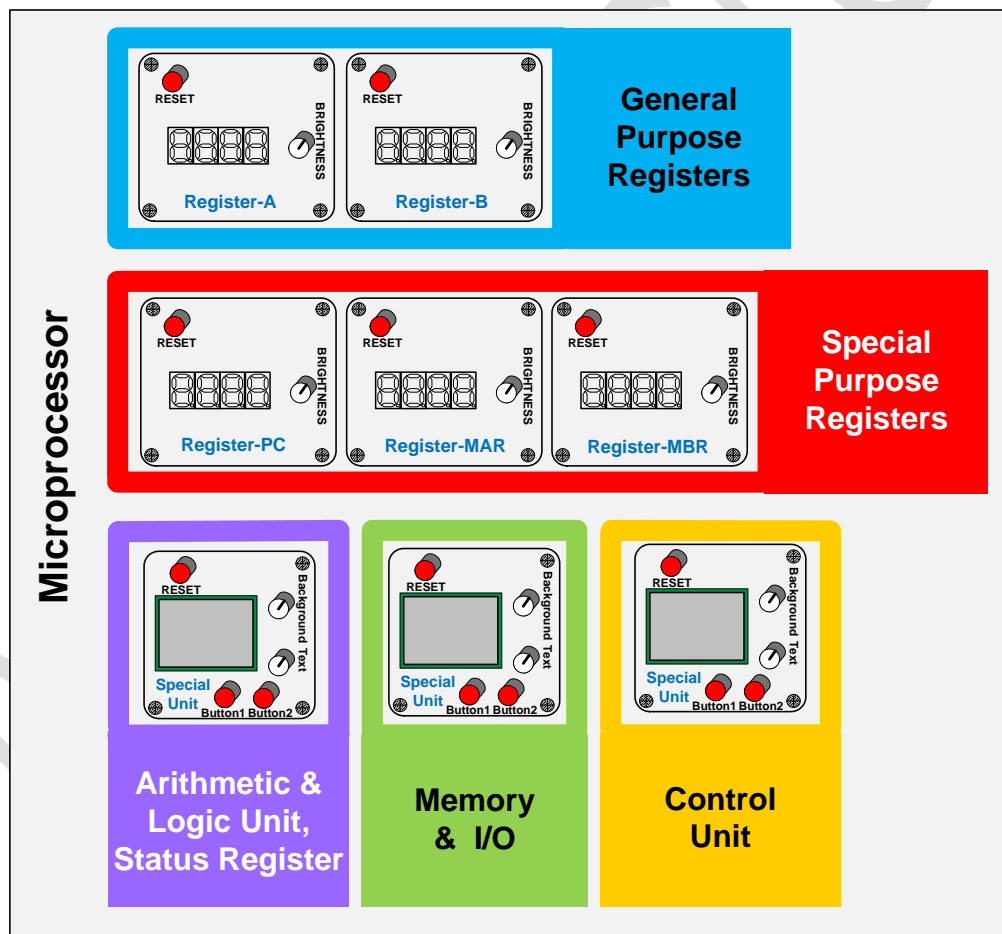 Microprocessor
RESET
BRIGHTNESS
Register-A
RESET
BRIGHTNESS
Register-B
General
Purpose
Registers
RESET
BRIGHTNESS
Register-PC
RESET
BRIGHTNESS
Register-MAR
RESET
BRIGHTNESS
Register-MBR
Special
Purpose
Registers
RESET
Background Text
Special
Unit
Button1 Button2
Arithmetic &
Logic Unit,
Status Register
RESET
Background Text
Special
Unit
Button1 Button2
Memory
& I/O
RESET
Background Text
Special
Unit
Button1 Button2
Control
Unit